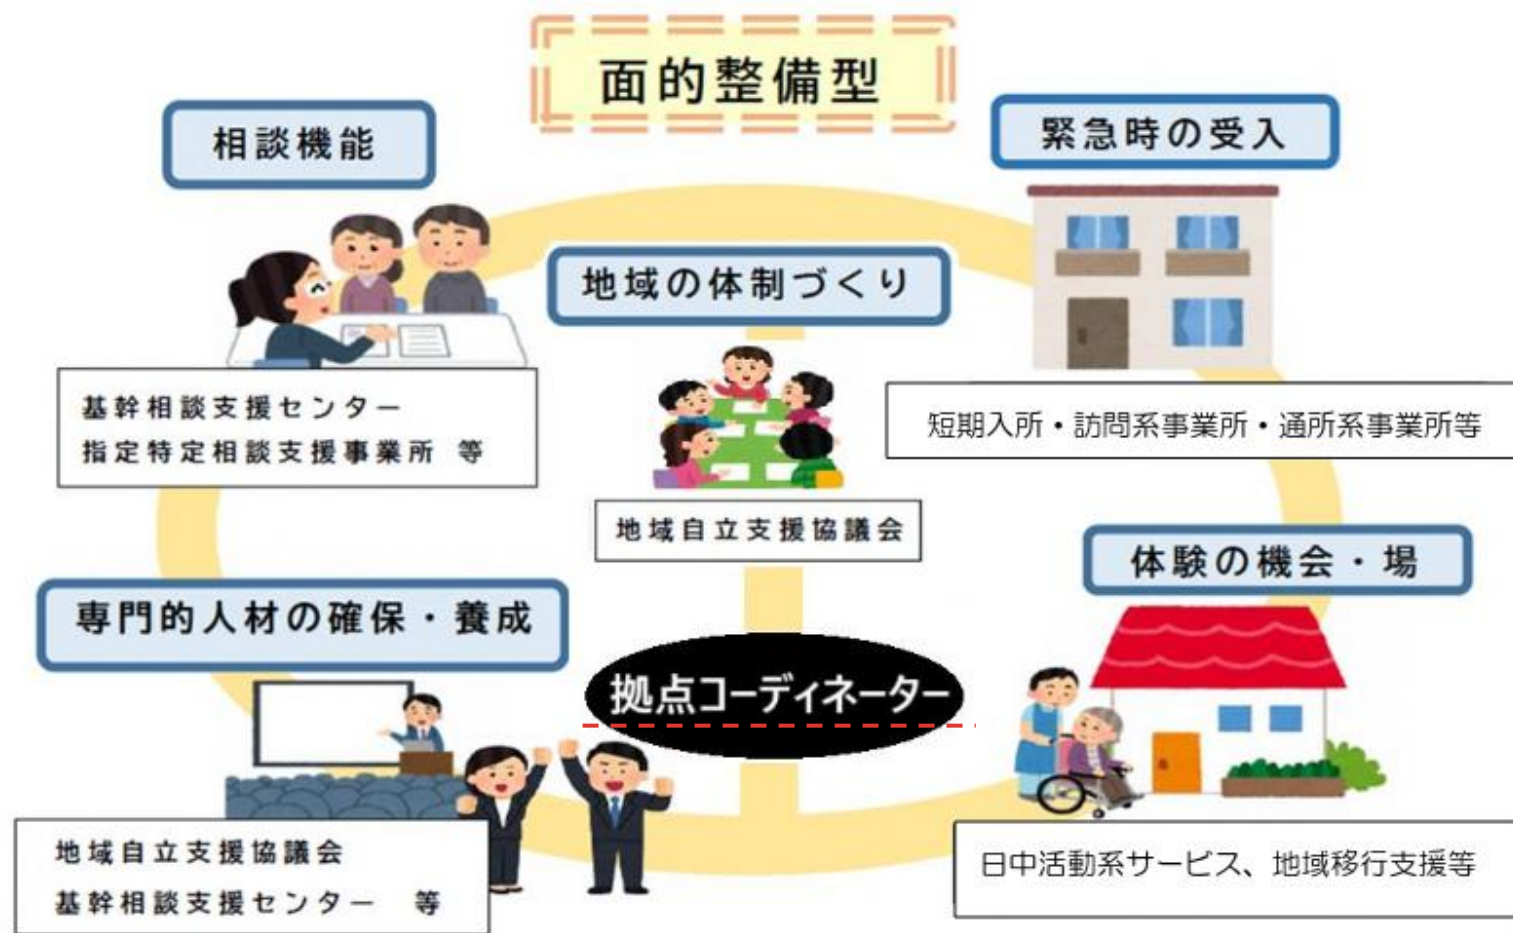 面的整備型
相談機能
緊急時の受入
地域の体制づくり
基幹相談支援センター
指定特定相談支援事業所 等
短期入所・訪問系事業所・通所系事業所等
地域自立支援協議会
体験の機会・場
専門的人材の確保・養成
拠点コーディネーター
地域自立支援協議会
基幹相談支援センター 等
日中活動系サービス、地域移行支援等